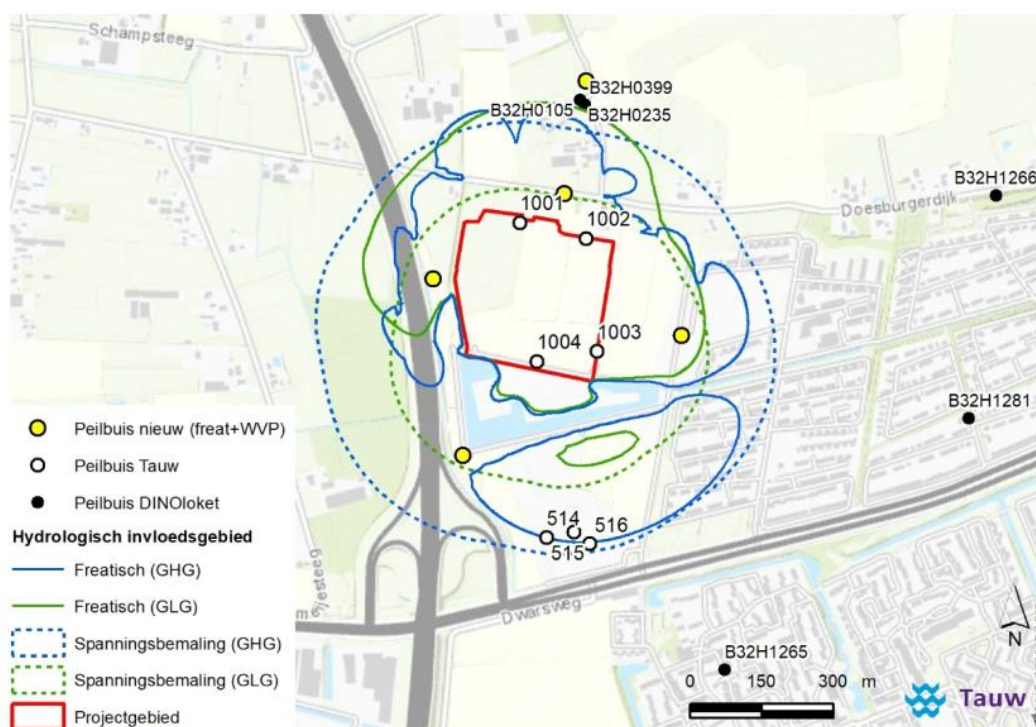 Schampsteeg
B32H0399
B32H0105
B32H0235
B32H1266
Doesburgerdijk
1001
1002
1003
1004
B32H1281
Peilbuis nieuw (freat+WVP)
Peilbuis Tauw
Peilbuis DINOloket
514
516
515
Hydrologisch invloedsgebied
Freatisch (GHG)
Freatisch (GLG)
Dwarsweg
Spanningsbemaling (GHG)
Spanningsbemaling (GLG)
Projectgebied
N
B32H1265
0 150 300 m
Tauw